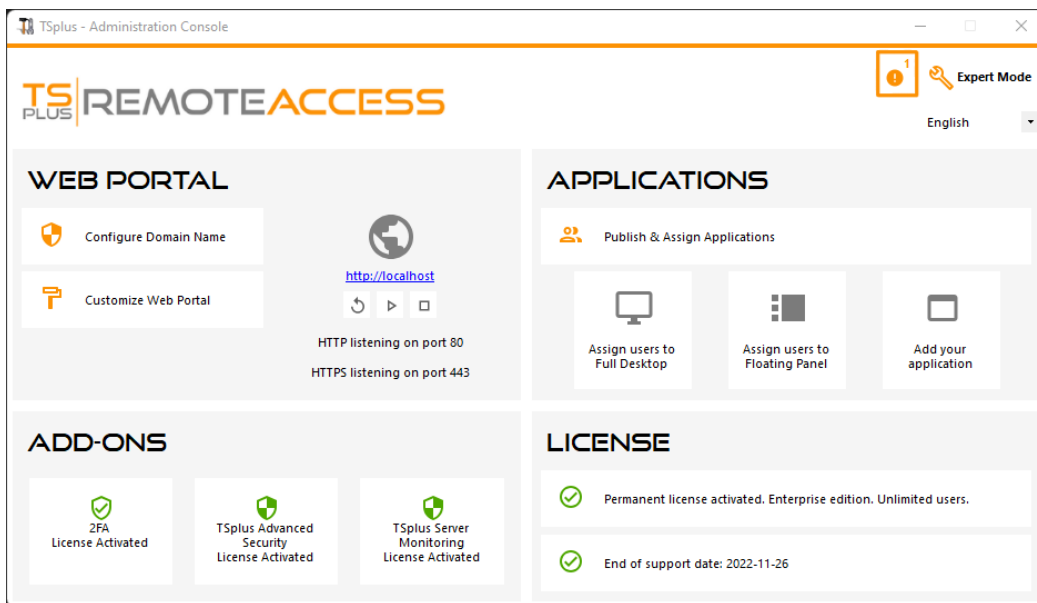 TSplus - Administration Console
1
Expert Mode
TS PLUS REMOTEACCESS
English
WEB PORTAL
Configure Domain Name
Customize Web Portal
http://localhost
HTTP listening on port 80
HTTPS listening on port 443
APPLICATIONS
Publish & Assign Applications
Assign users to
Full Desktop
Assign users to
Floating Panel
Add your
application
ADD-ONS
2FA
License Activated
TSplus Advanced
Security
License Activated
TSplus Server
Monitoring
License Activated
LICENSE
Permanent license activated. Enterprise edition. Unlimited users.
End of support date: 2022-11-26